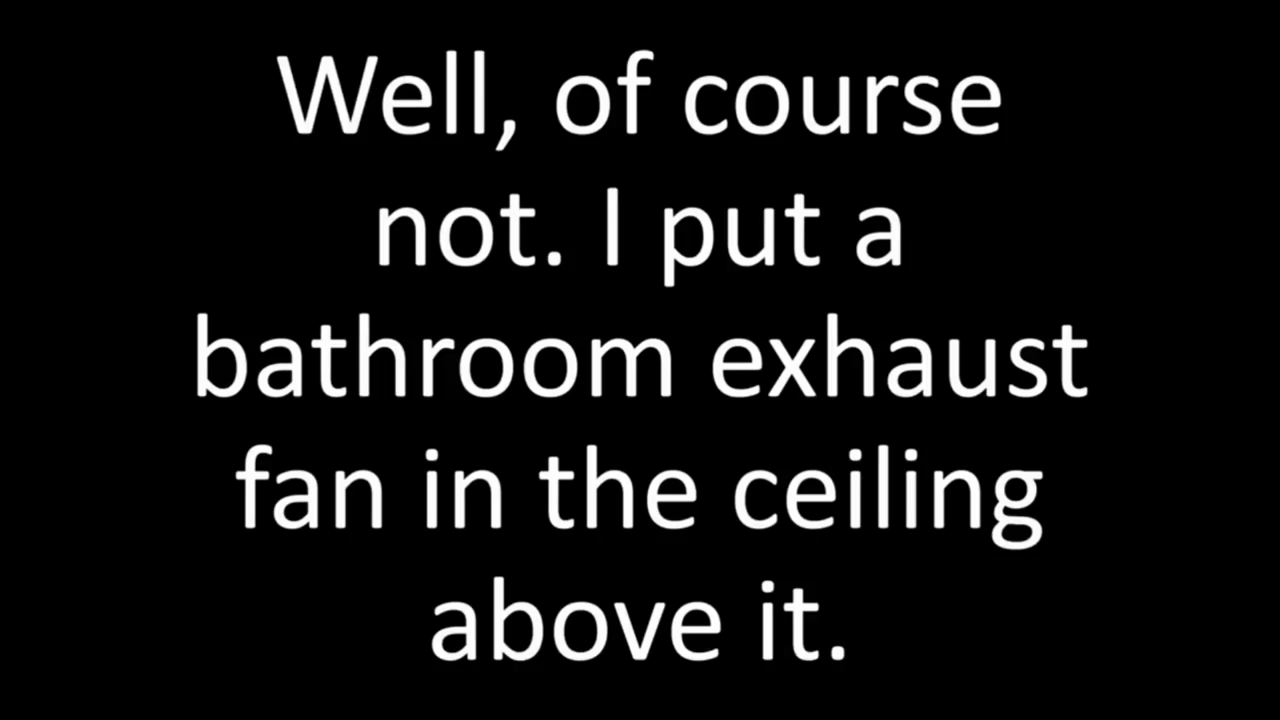 Well, of course
not. I put a
bathroom exhaust
fan in the ceiling
above it.